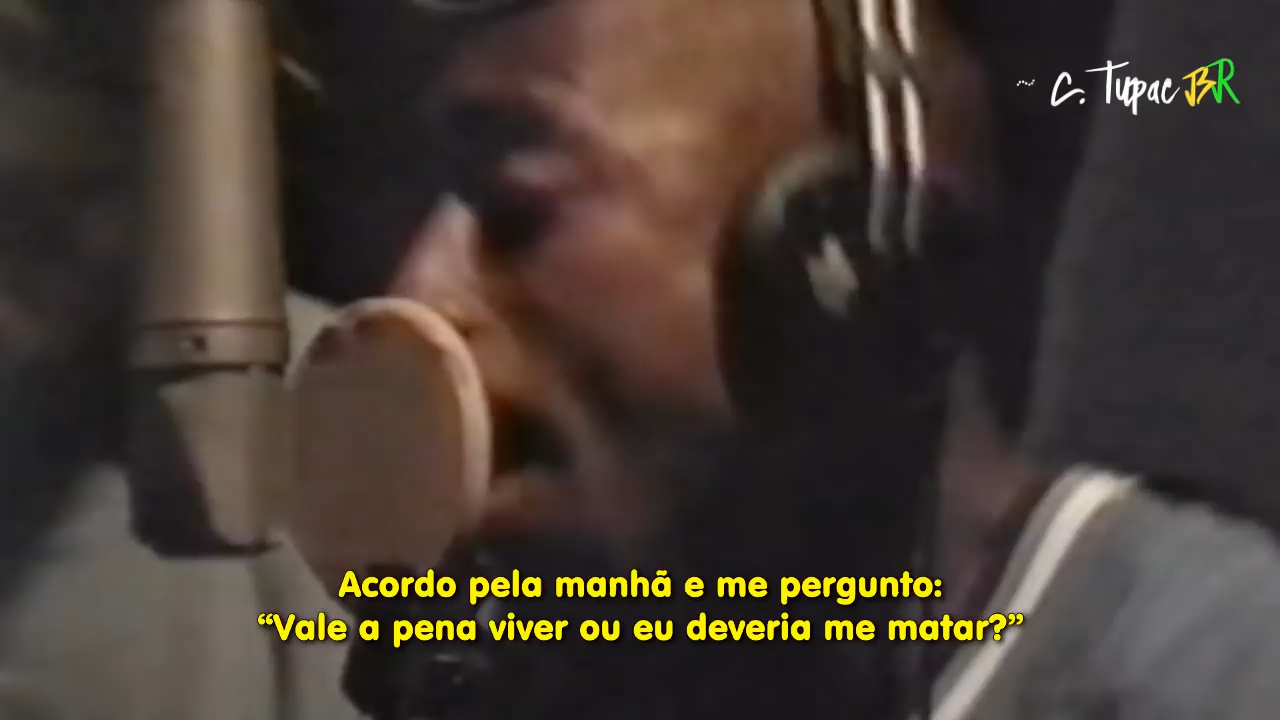 ~ C. Tupac BR
Acordo pela manhã e me pergunto:
“Vale a pena viver ou eu deveria me matar?”